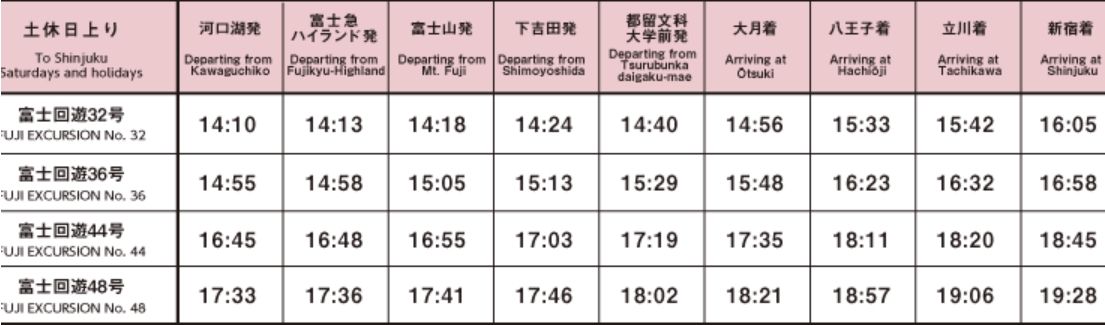 土休日上り
To Shinjuku
Saturdays and holidays
河口湖発
Departing from
Kawaguchiko
富士急
ハイランド発
Departing from
Fujikyu-Highland
富士山発
Departing from
Mt. Fuji
下吉田発
Departing from
Shimoyoshida
都留文科
大学前発
Departing from
Tsurubunka
daigaku-mae
大月着
Arriving at
Ōtsuki
八王子着
Arriving at
Hachiōji
立川着
Arriving at
Tachikawa
新宿着
Arriving at
Shinjuku
富士回遊32号
FUJI EXCURSION No. 32
14:10 14:13 14:18 14:24 14:40 14:56 15:33 15:42 16:05
富士回遊36号
FUJI EXCURSION No. 36
14:55 14:58 15:05 15:13 15:29 15:48 16:23 16:32 16:58
富士回遊44号
FUJI EXCURSION No. 44
16:45 16:48 16:55 17:03 17:19 17:35 18:11 18:20 18:45
富士回遊48号
FUJI EXCURSION No. 48
17:33 17:36 17:41 17:46 18:02 18:21 18:57 19:06 19:28